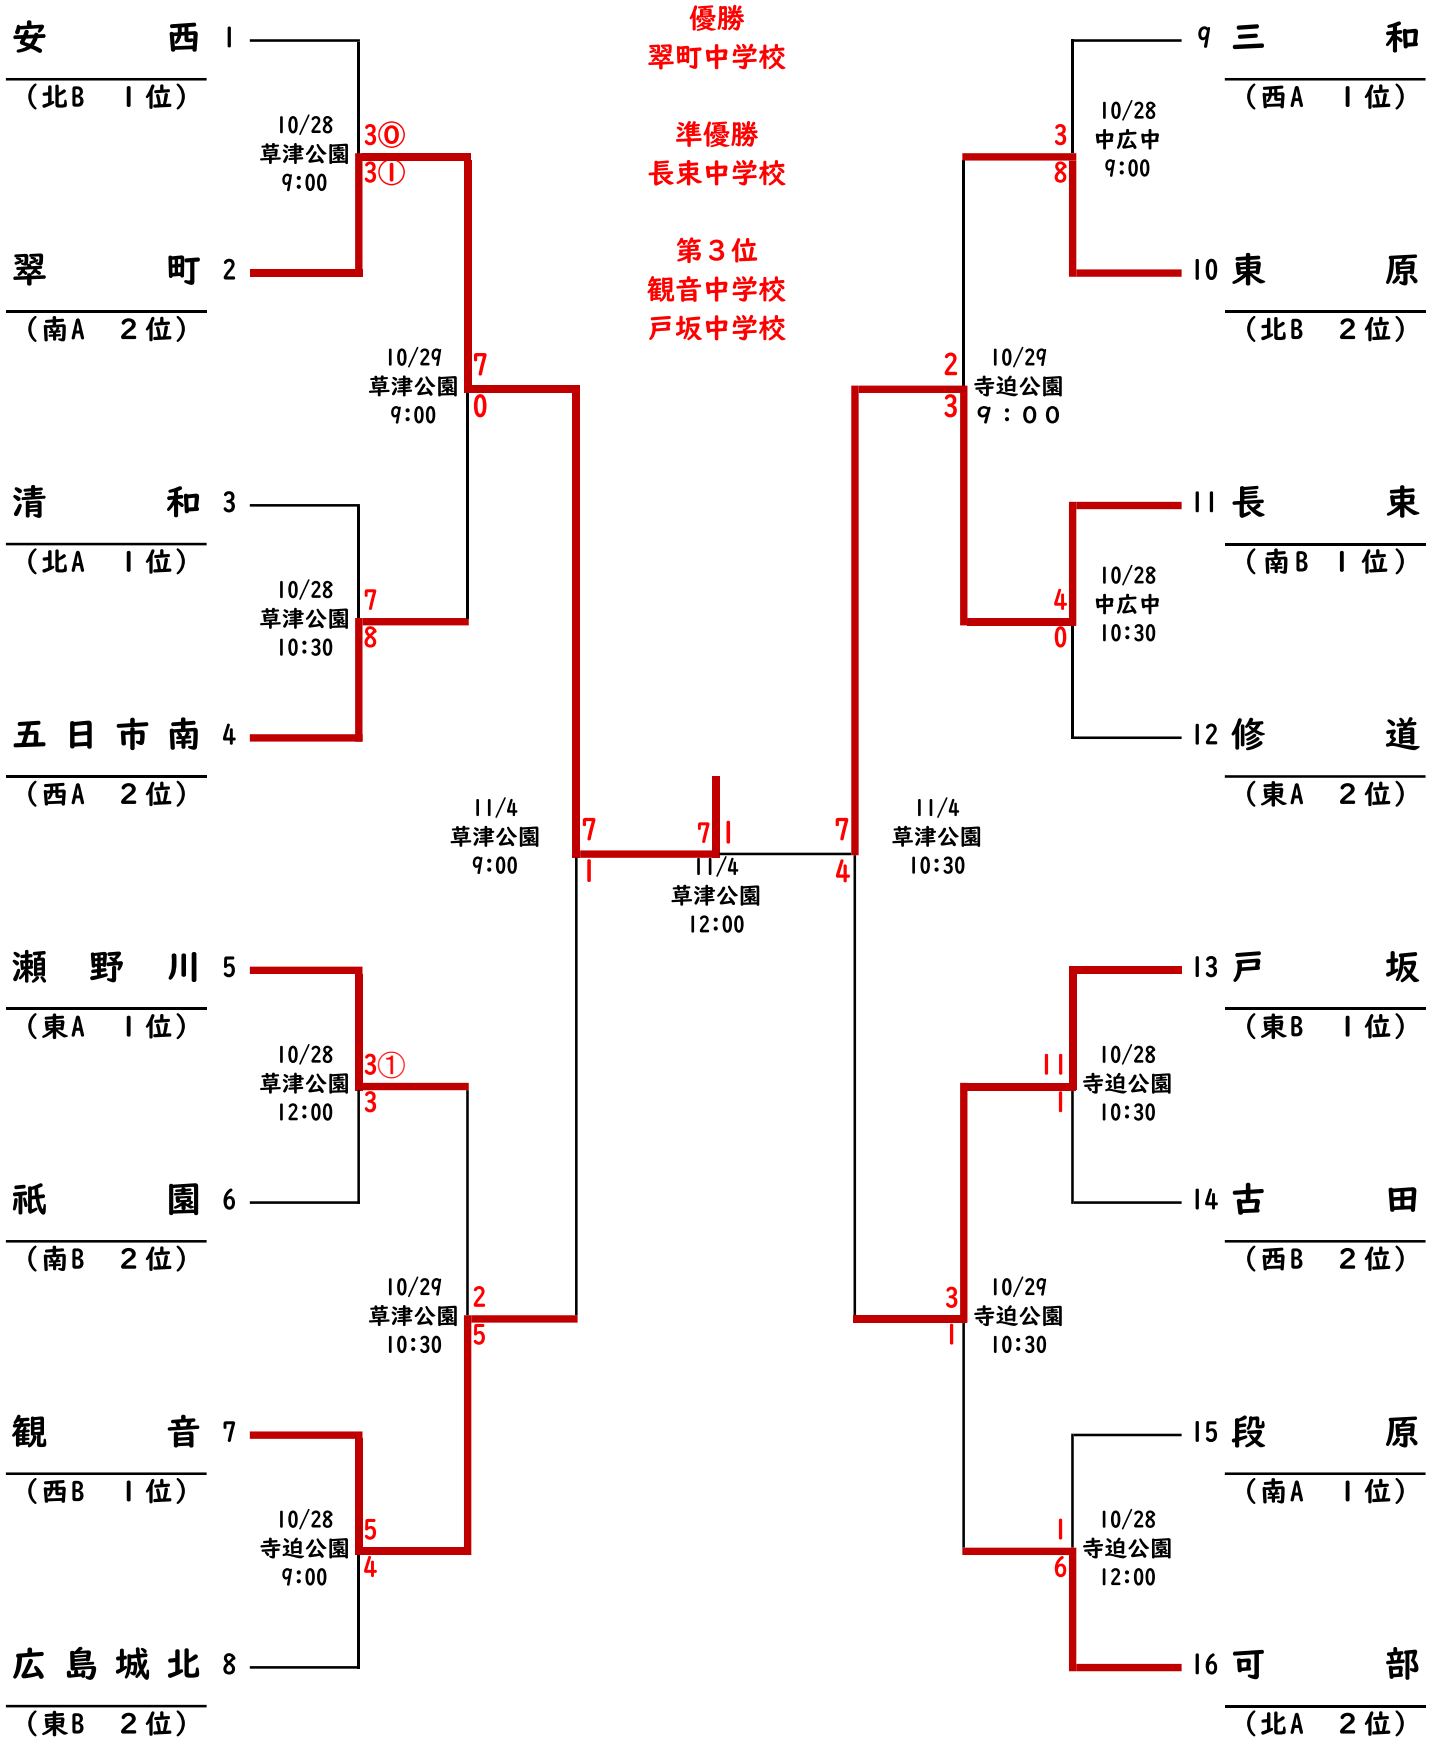 優勝
翠町中学校
準優勝
長束中学校
第３位
観音中学校
戸坂中学校
安西 1
（北B 1位）
10/28
草津公園
9:00
3⓪
3①
翠町 2
（南A 2位）
10/29
草津公園
9:00
7
0
清和 3
（北A 1位）
10/28
草津公園
10:30
7
8
五日市南 4
（西A 2位）
11/4
草津公園
9:00
7
1
瀬野川 5
（東A 1位）
10/28
草津公園
12:00
3①
3
祇園 6
（南B 2位）
10/29
草津公園
10:30
2
5
観音 7
（西B 1位）
10/28
寺迫公園
9:00
5
4
広島城北 8
（東B 2位）
7 1
11/4
草津公園
12:00
9 三和
（西A 1位）
3
8
10/28
中広中
9:00
10 東原
（北B 2位）
2
3
10/29
寺迫公園
９：００
11 長束
（南B 1位）
4
0
10/28
中広中
10:30
12 修道
（東A 2位）
7
4
11/4
草津公園
10:30
13 戸坂
（東B 1位）
11
1
10/28
寺迫公園
10:30
14 古田
（西B 2位）
3
1
10/29
寺迫公園
10:30
15 段原
（南A 1位）
1
6
10/28
寺迫公園
12:00
16 可部
（北A 2位）